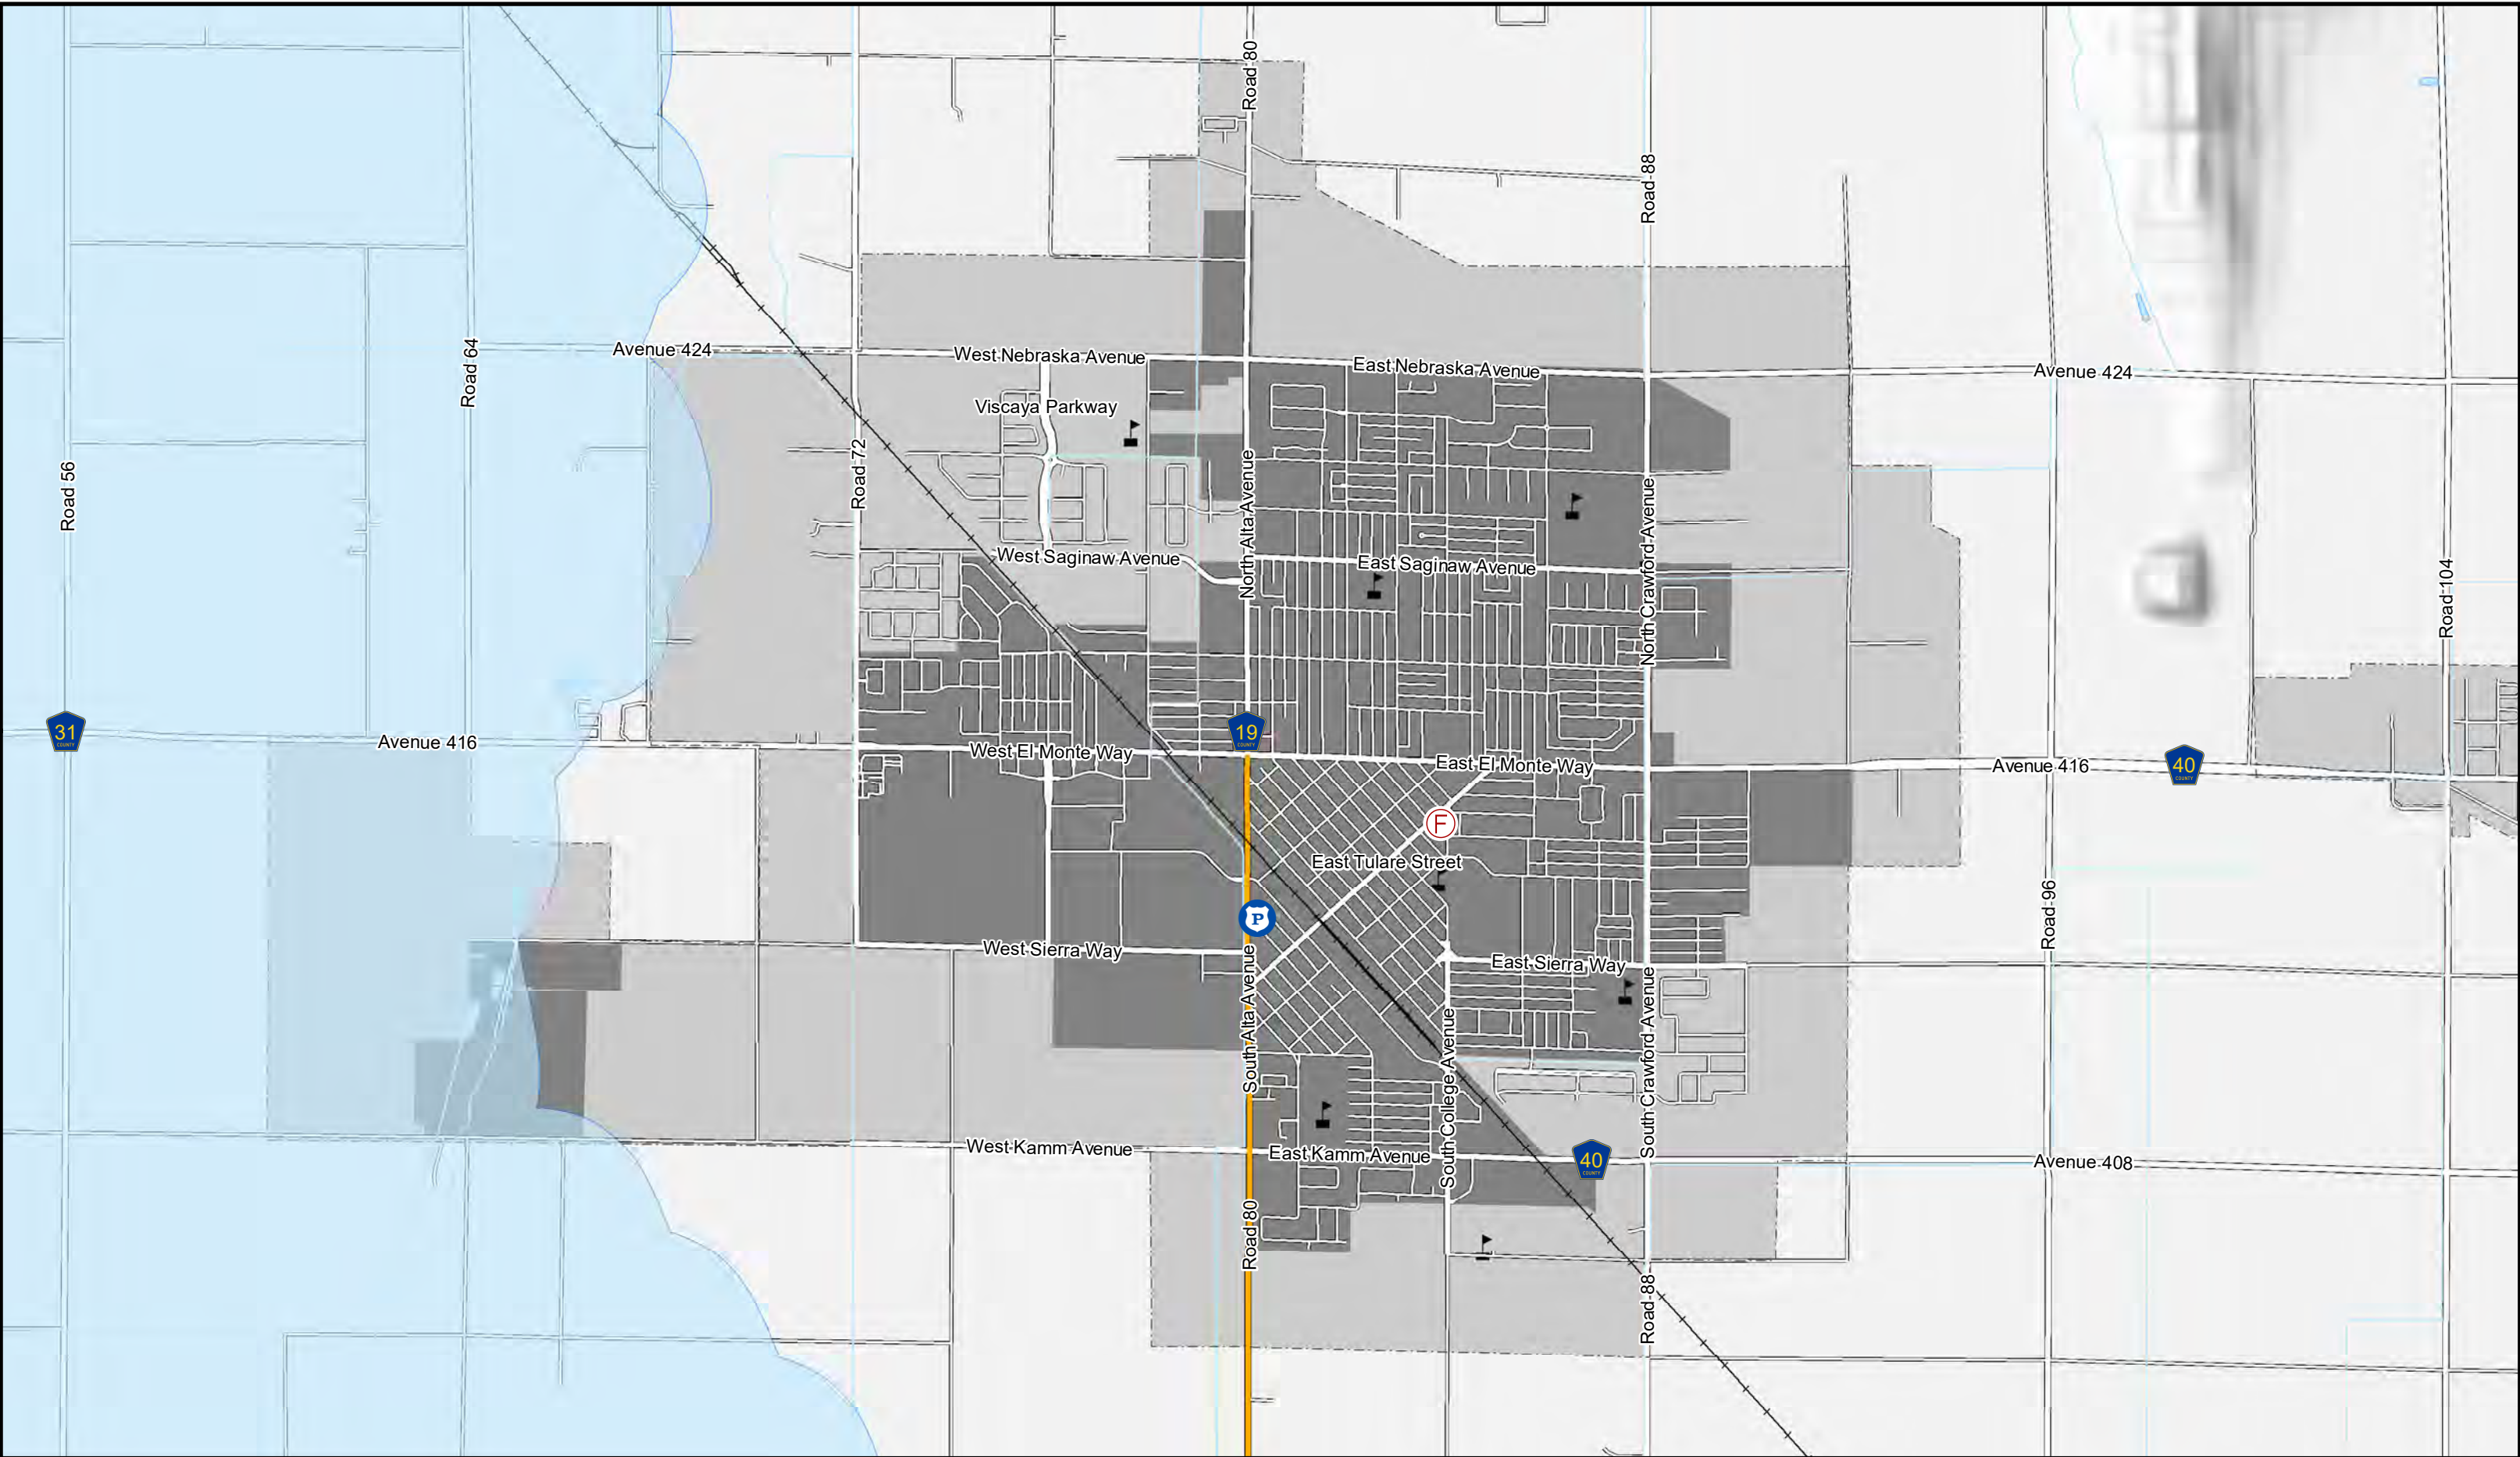 Road 80
Road 88
Road 64
Avenue 424
West Nebraska Avenue
East Nebraska Avenue
Avenue 424
Viscaya Parkway
Road 56
Road 72
North Alta Avenue
North Crawford Avenue
West Saginaw Avenue
East Saginaw Avenue
Road 104
31
COUNTY
19
COUNTY
Avenue 416
West El Monte Way
East El Monte Way
Avenue 416
40
COUNTY
F
East Tulare Street
P
Road 96
West Sierra Way
East Sierra Way
South Alta Avenue
South College Avenue
South Crawford Avenue
West Kamm Avenue
East Kamm Avenue
40
COUNTY
Avenue 408
Road 80
Road 88